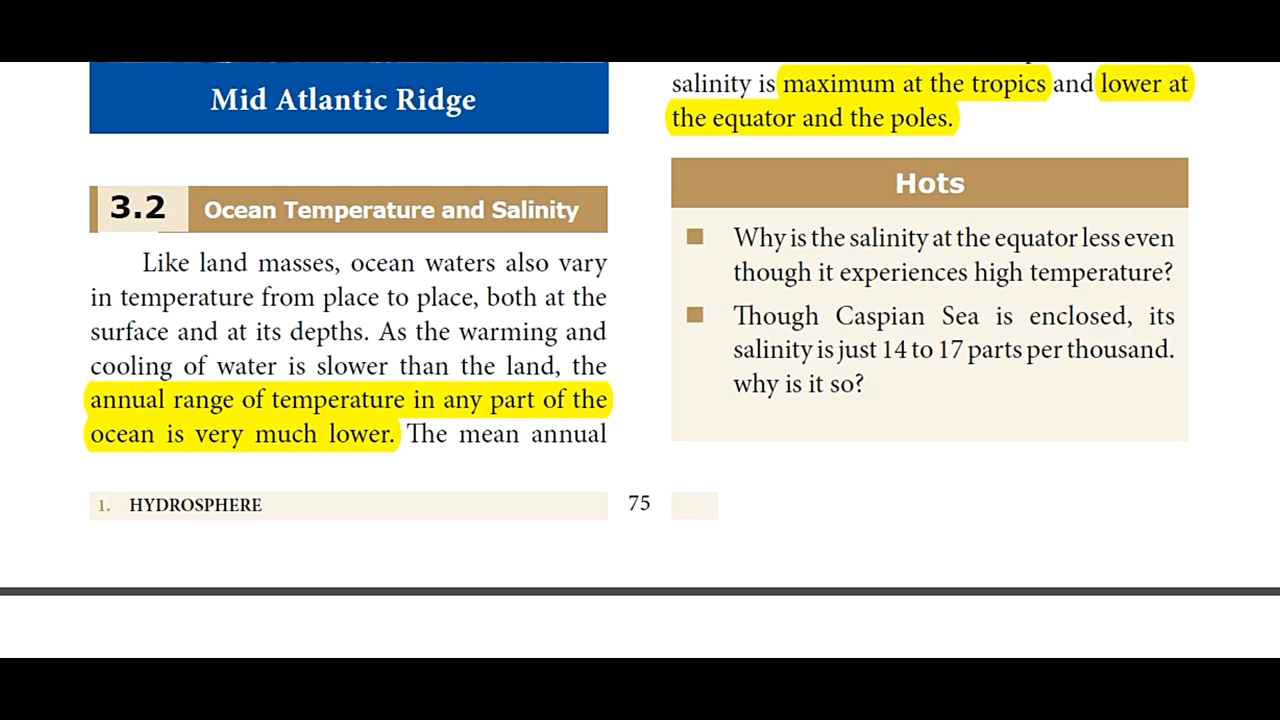 Mid Atlantic Ridge
3.2 Ocean Temperature and Salinity
Like land masses, ocean waters also vary
in temperature from place to place, both at the
surface and at its depths. As the warming and
cooling of water is slower than the land, the
annual range of temperature in any part of the
ocean is very much lower. The mean annual
salinity is maximum at the tropics and lower at
the equator and the poles.
Hots
■ Why is the salinity at the equator less even
though it experiences high temperature?
■ Though Caspian Sea is enclosed, its
salinity is just 14 to 17 parts per thousand.
why is it so?
1. HYDROSPHERE
75